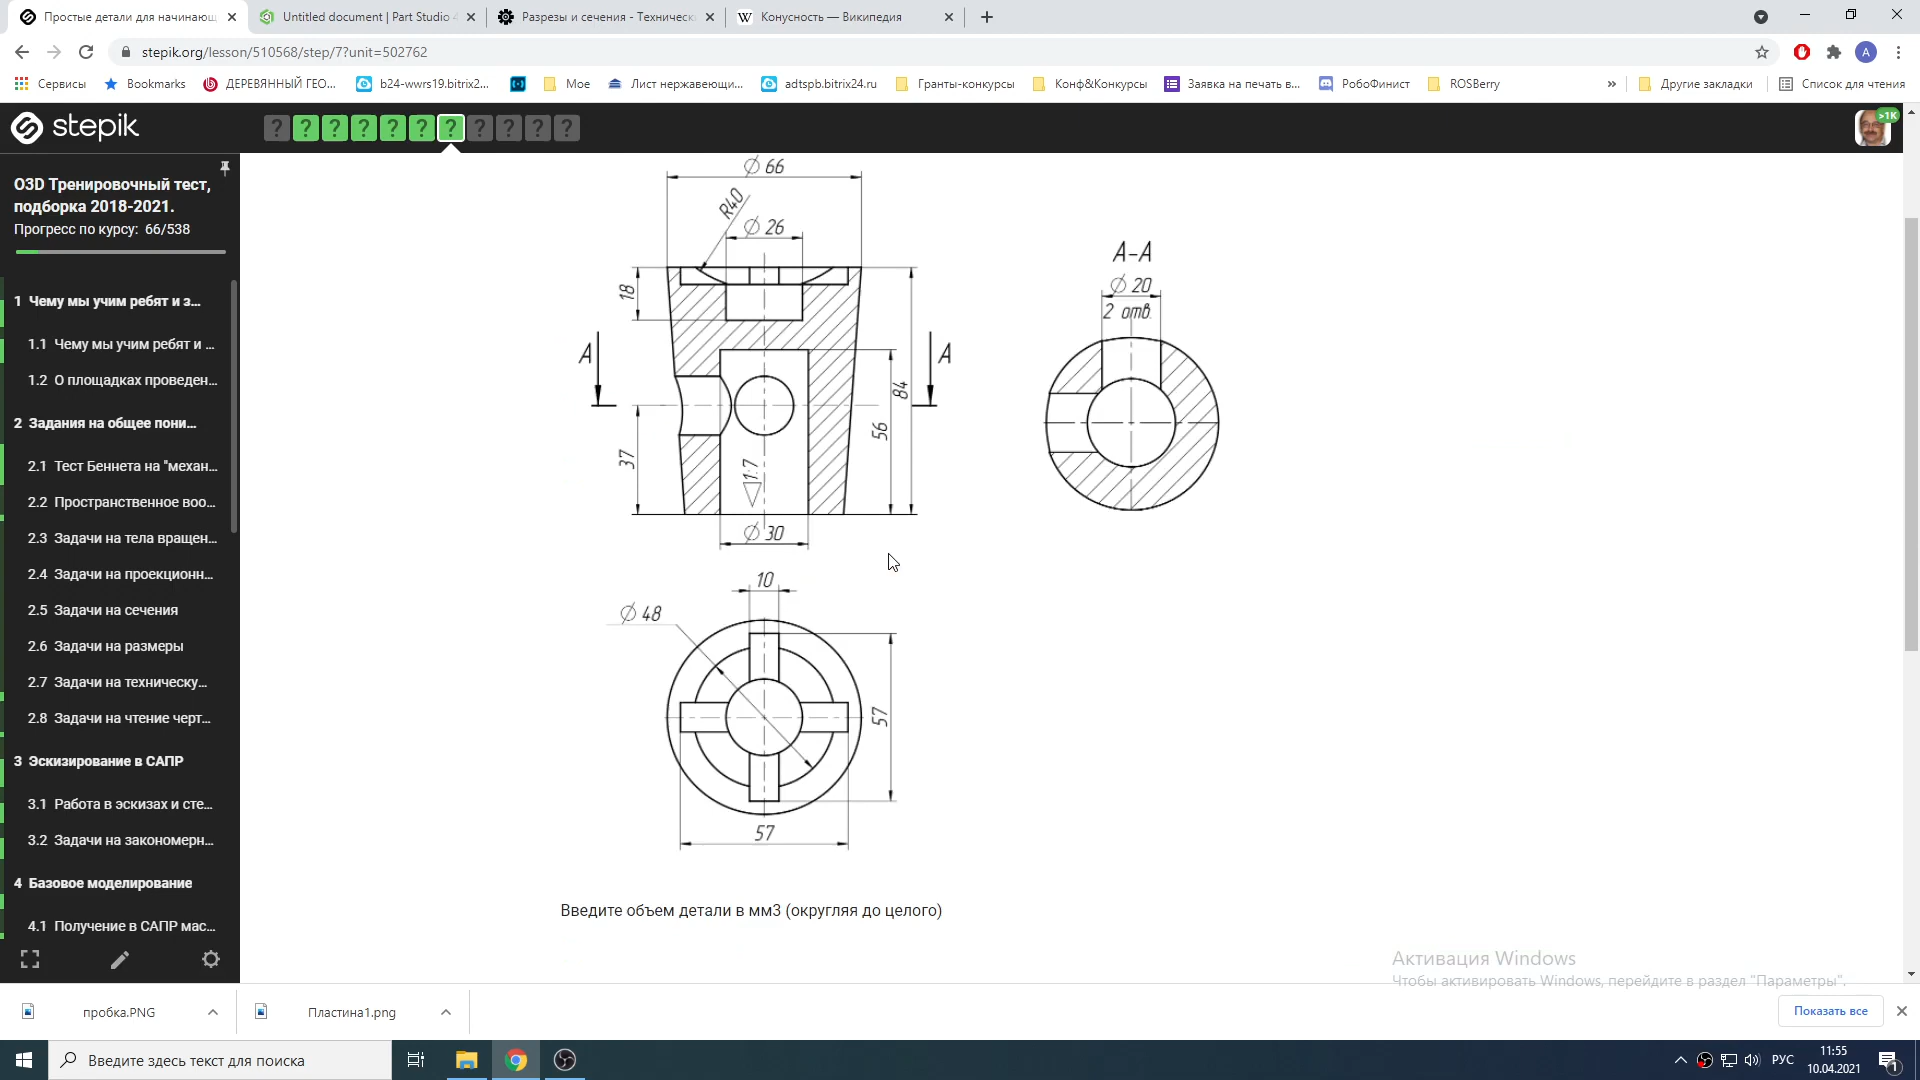 Простые детали для начинающ
Untitled document | Part Studio
Разрезы и сечения - Техническ
Конусность — Википедия
stepik.org/lesson/510568/step/7?unit=502762
A
Сервисы
Bookmarks
ДЕРЕВЯННЫЙ ГЕО...
b24-wwrs19.bitrix2...
Мое
Лист нержавеющи...
adtspb.bitrix24.ru
Гранты-конкурсы
Конф&Конкурсы
Заявка на печать в...
РобоФинист
ROSBerry
»
Другие закладки
Список для чтения
stepik
? ? ? ? ? ? ? ? ? ? ?
>1K
ОЗD Тренировочный тест,
подборка 2018-2021.
Прогресс по курсу: 66/538
1 Чему мы учим ребят и з...
1.1 Чему мы учим ребят и ...
1.2 О площадках проведен...
2 Задания на общее пони...
2.1 Тест Беннета на "механ...
2.2 Пространственное воо...
2.3 Задачи на тела вращен...
2.4 Задачи на проекционн...
2.5 Задачи на сечения
2.6 Задачи на размеры
2.7 Задачи на техническу...
2.8 Задачи на чтение черт...
3 Эскизирование в САПР
3.1 Работа в эскизах и сте...
3.2 Задачи на закономерн...
4 Базовое моделирование
4.1 Получение в САПР мас...
∅ 66
R40
∅ 26
18
А
А
84
56
37
1:7
∅ 30
А-А
∅ 20
2 отв.
10
∅ 48
57
57
Введите объем детали в мм3 (округляя до целого)
Активация Windows
Чтобы активировать Windows, перейдите в раздел "Параметры".
пробка.PNG
Пластина1.png
Показать все
Введите здесь текст для поиска
РУС
11:55
10.04.2021
1